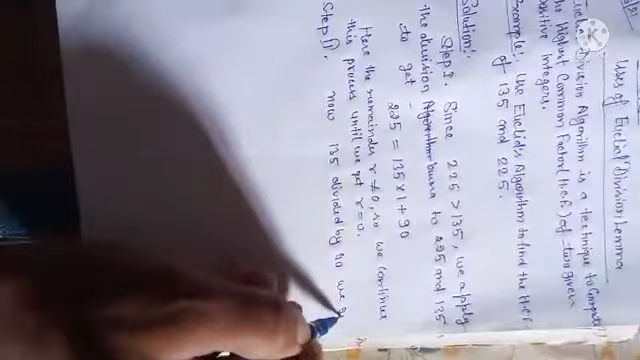 Uses of Euclid Division Lemma
Euclid Division Algorithm is a technique to Compute
the Highest Common Factor (H.C.F.) of two given
positive integers.
Example: Use Euclid's Algorithm to find the H.C.F
of 135 and 225.
Solution:
Step I. Since 225 > 135, we apply
the division lemma to 225 and 135
to get -
225 = 135 × 1 + 90
Here the remainder r ≠ 0, so we continue
this process until we get r = 0.
Step II. now 135 divided by 90 we